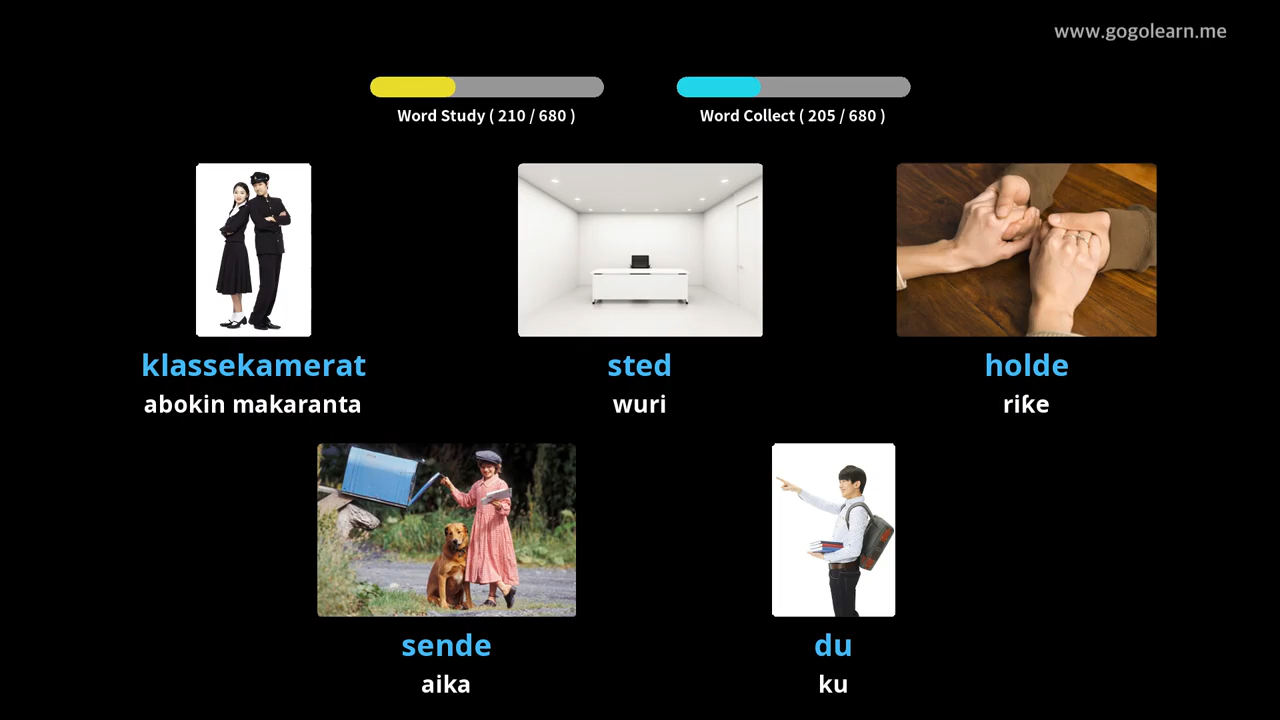 www.gogolearn.me
Word Study ( 210 / 680 )
Word Collect ( 205 / 680 )
klassekamerat
abokin makaranta
sted
wuri
holde
riƙe
sende
aika
du
ku